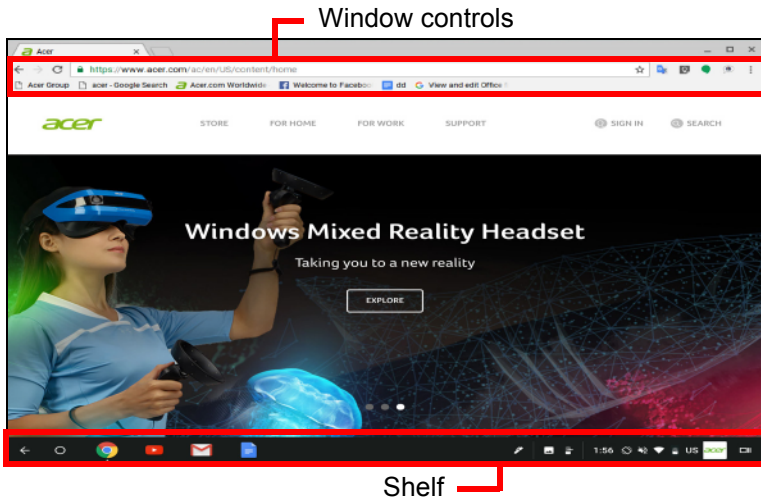 Window controls
Acer
https://www.acer.com/ac/en/US/content/home
Acer Group acer - Google Search Acer.com Worldwide Welcome to Faceboo dd View and edit Office
acer STORE FOR HOME FOR WORK SUPPORT SIGN IN SEARCH
Windows Mixed Reality Headset
Taking you to a new reality
EXPLORE
1:56 US acer
Shelf